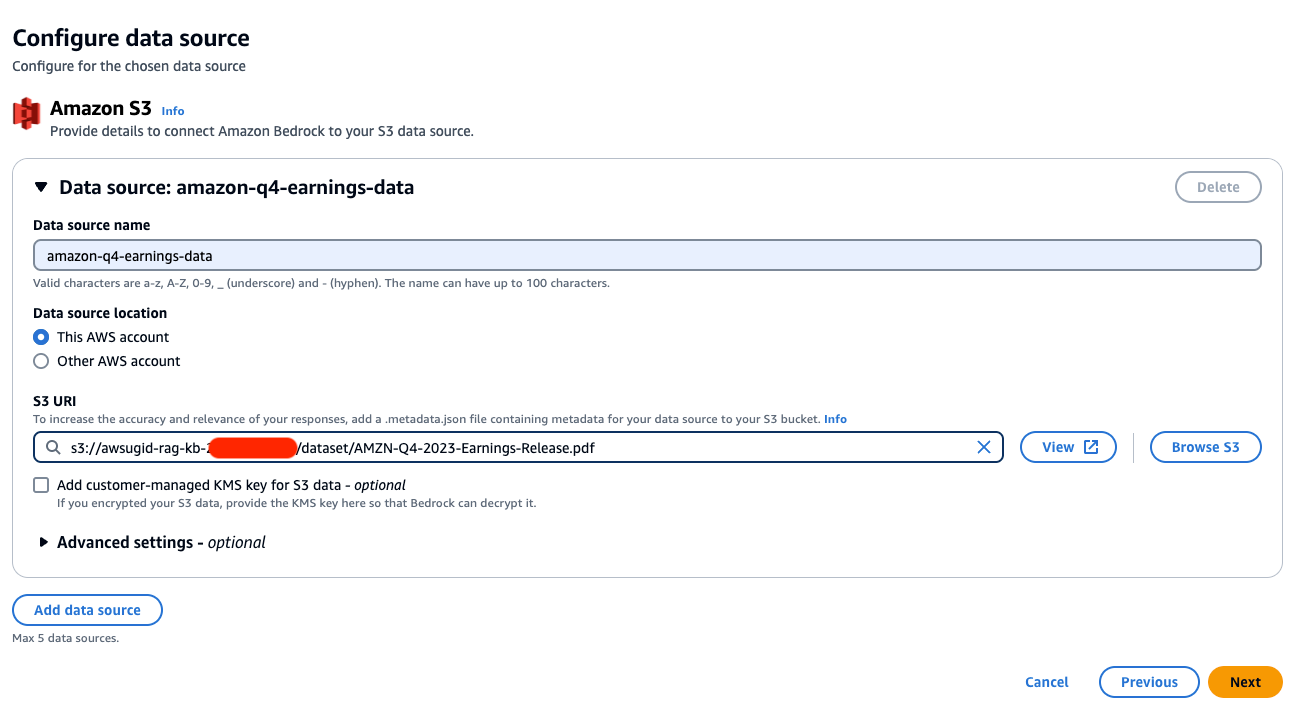 Configure data source
Configure for the chosen data source
Amazon S3 Info
Provide details to connect Amazon Bedrock to your S3 data source.
Data source: amazon-q4-earnings-data
Delete
Data source name
amazon-q4-earnings-data
Valid characters are a-z, A-Z, 0-9, _ (underscore) and - (hyphen). The name can have up to 100 characters.
Data source location
This AWS account
Other AWS account
S3 URI
To increase the accuracy and relevance of your responses, add a .metadata.json file containing metadata for your data source to your S3 bucket. Info
s3://awsugid-rag-kb- /dataset/AMZN-Q4-2023-Earnings-Release.pdf
View
Browse S3
Add customer-managed KMS key for S3 data - optional
If you encrypted your S3 data, provide the KMS key here so that Bedrock can decrypt it.
Advanced settings - optional
Add data source
Max 5 data sources.
Cancel
Previous
Next